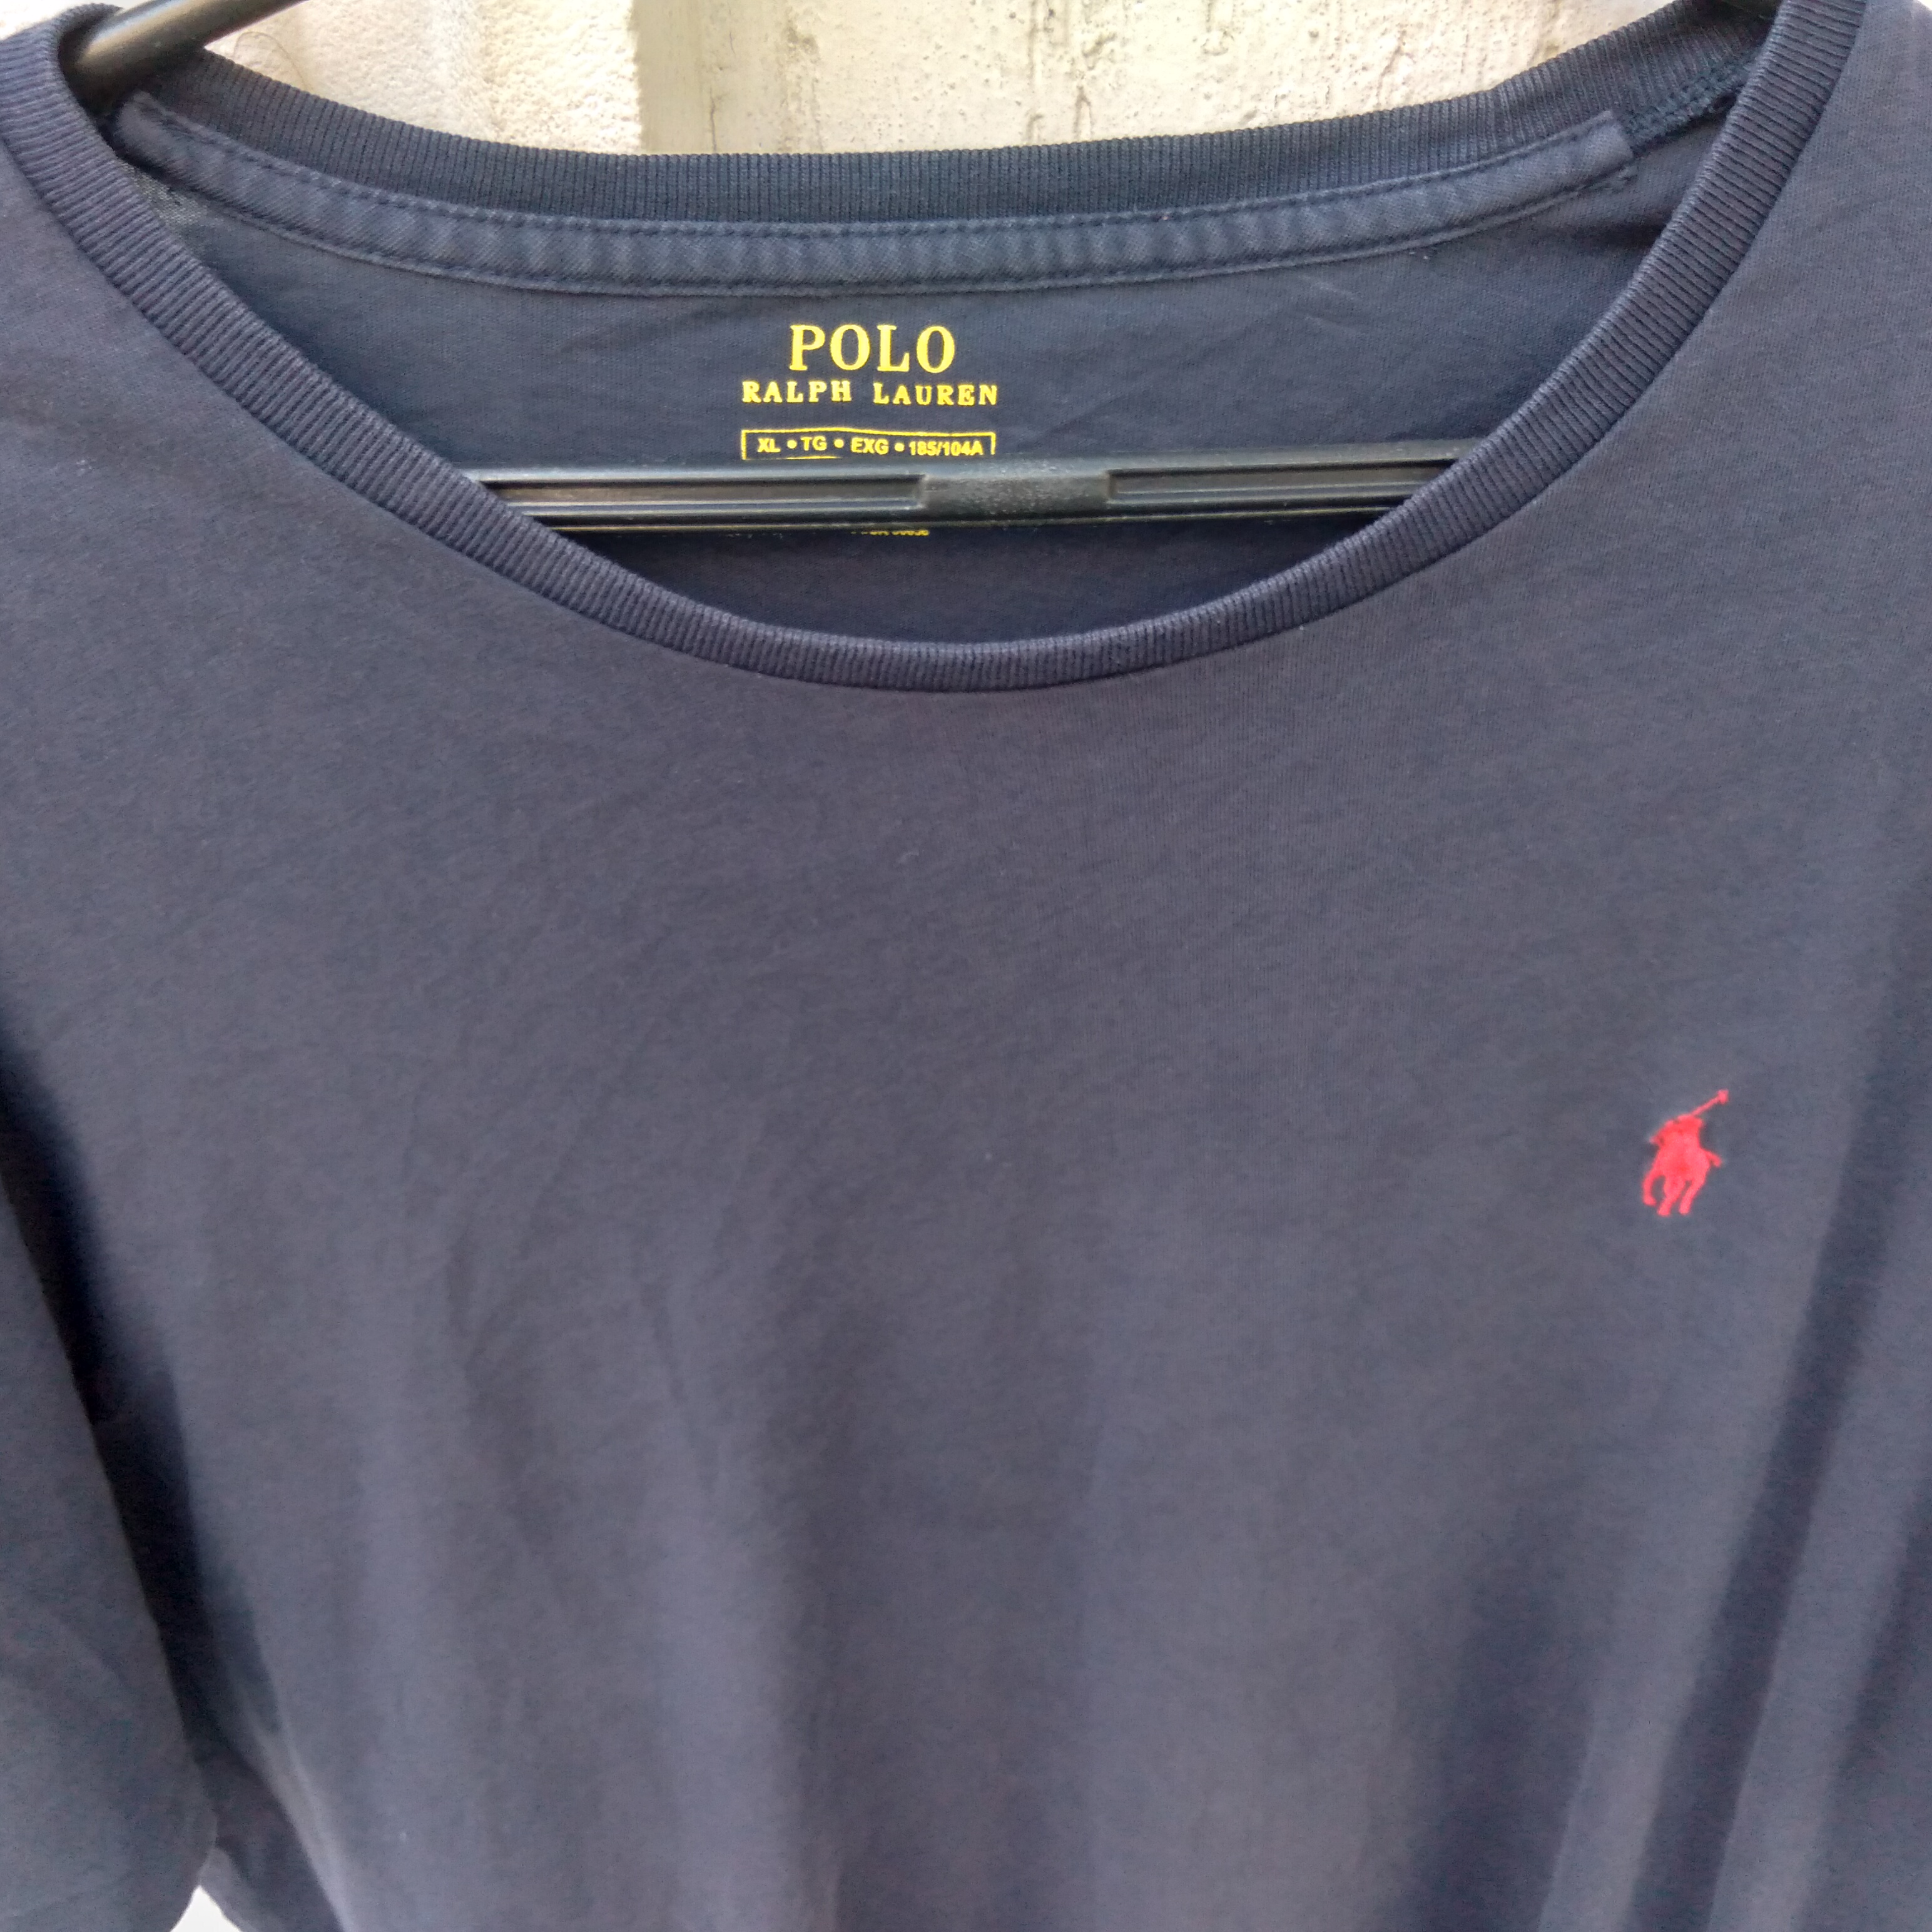 POLO
RALPH LAUREN
XL • TG • EXG • 185/104A